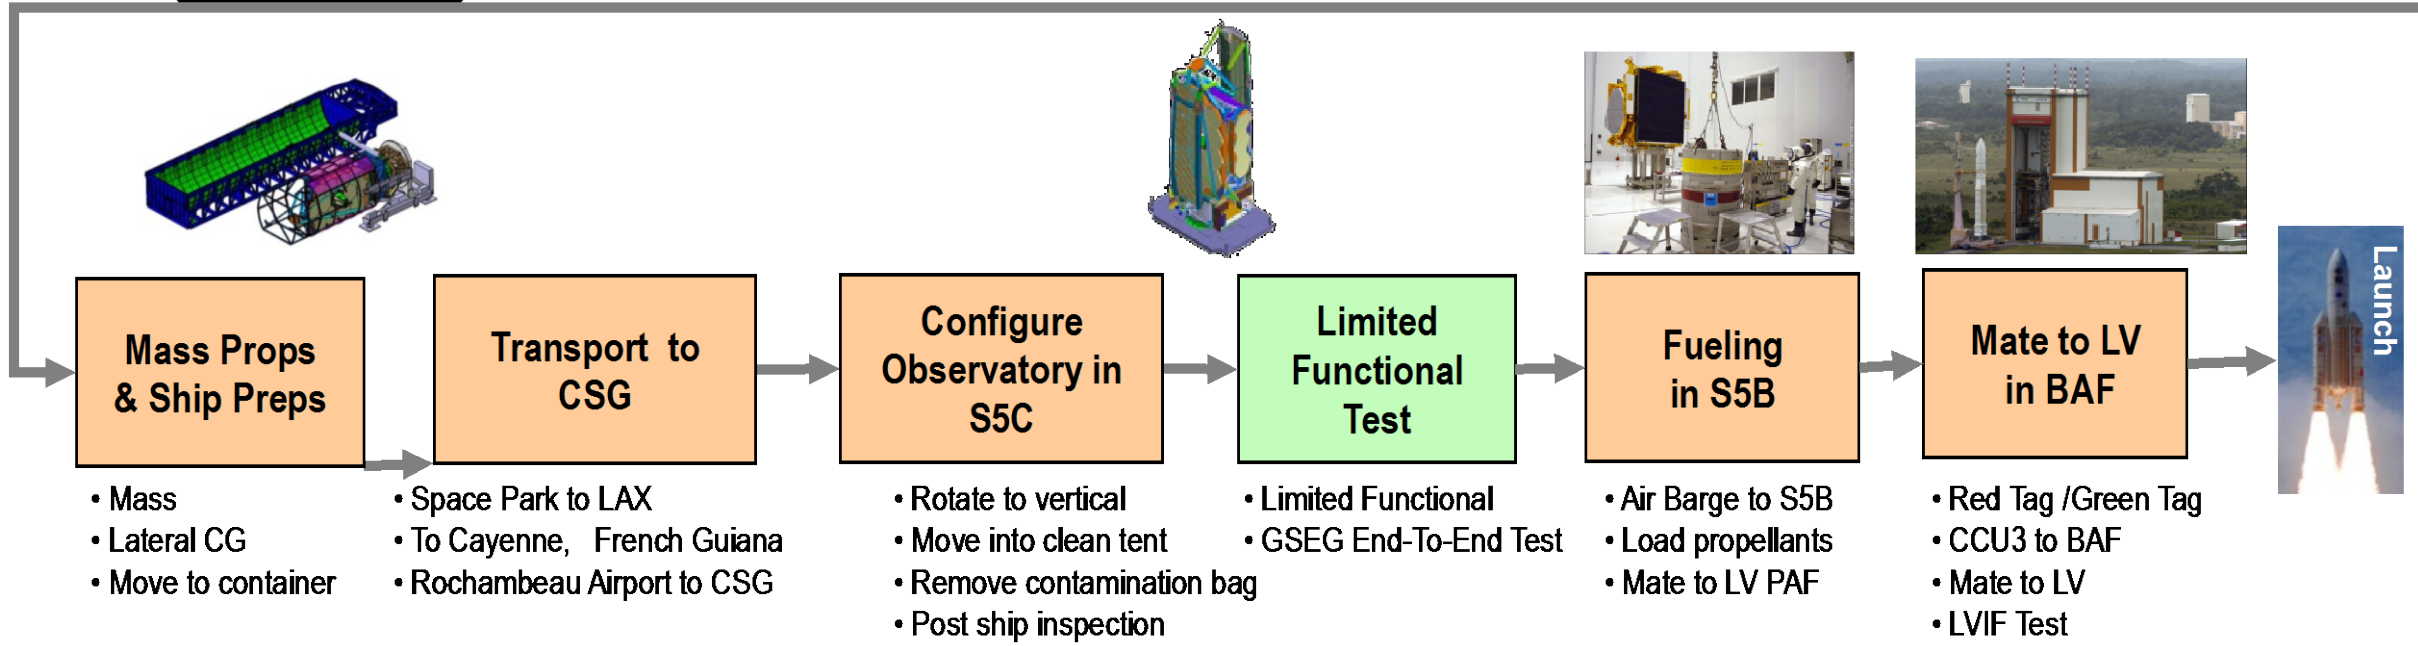 Mass Props
& Ship Preps
• Mass
• Lateral CG
• Move to container
Transport to
CSG
• Space Park to LAX
• To Cayenne, French Guiana
• Rochambeau Airport to CSG
Configure
Observatory in
S5C
• Rotate to vertical
• Move into clean tent
• Remove contamination bag
• Post ship inspection
Limited
Functional
Test
• Limited Functional
• GSEG End-To-End Test
Fueling
in S5B
• Air Barge to S5B
• Load propellants
• Mate to LV PAF
Mate to LV
in BAF
• Red Tag /Green Tag
• CCU3 to BAF
• Mate to LV
• LVIF Test
Launch